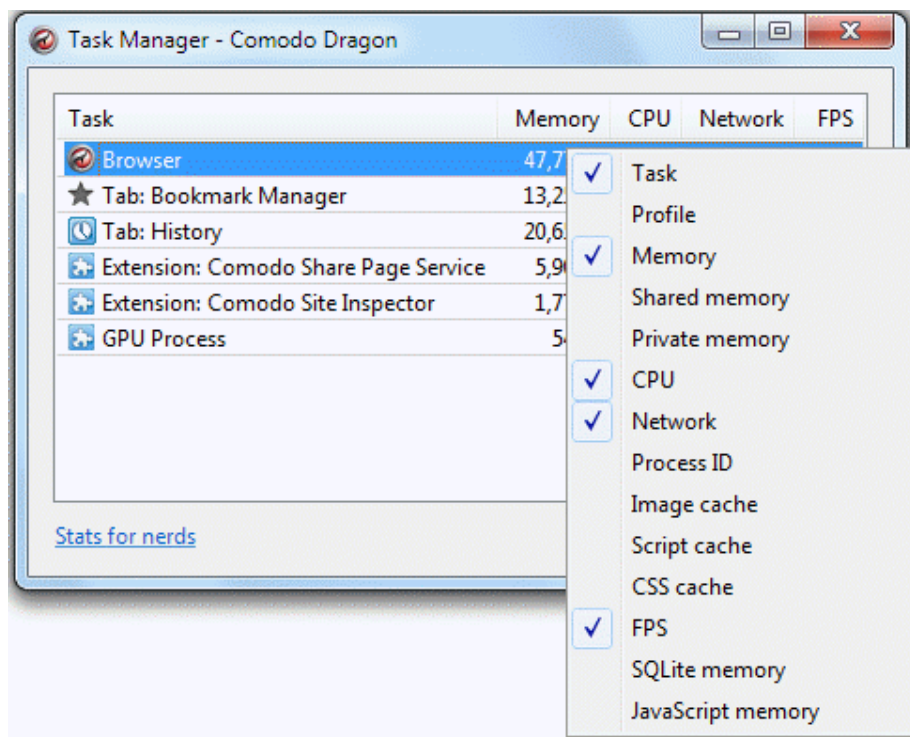 Task Manager - Comodo Dragon
Task Memory CPU Network FPS
Browser
Tab: Bookmark Manager
Tab: History
Extension: Comodo Share Page Service
Extension: Comodo Site Inspector
GPU Process
Stats for nerds
Task
Profile
Memory
Shared memory
Private memory
CPU
Network
Process ID
Image cache
Script cache
CSS cache
FPS
SQLite memory
JavaScript memory